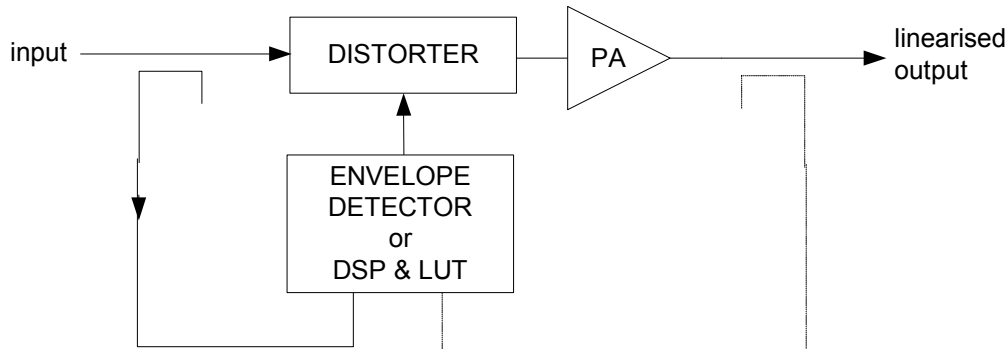 input
DISTORTER
PA
linearised
output
ENVELOPE
DETECTOR
or
DSP & LUT